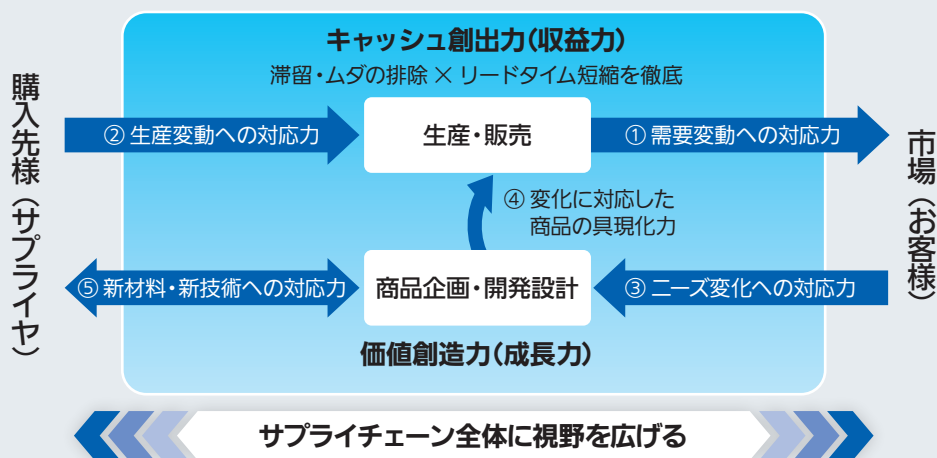 キャッシュ創出力（収益力）
滞留・ムダの排除 × リードタイム短縮を徹底
購入先様（サプライヤ）
② 生産変動への対応力
生産・販売
① 需要変動への対応力
市場（お客様）
④ 変化に対応した
商品の具現化力
⑤ 新材料・新技術への対応力
商品企画・開発設計
③ ニーズ変化への対応力
価値創造力（成長力）
サプライチェーン全体に視野を広げる